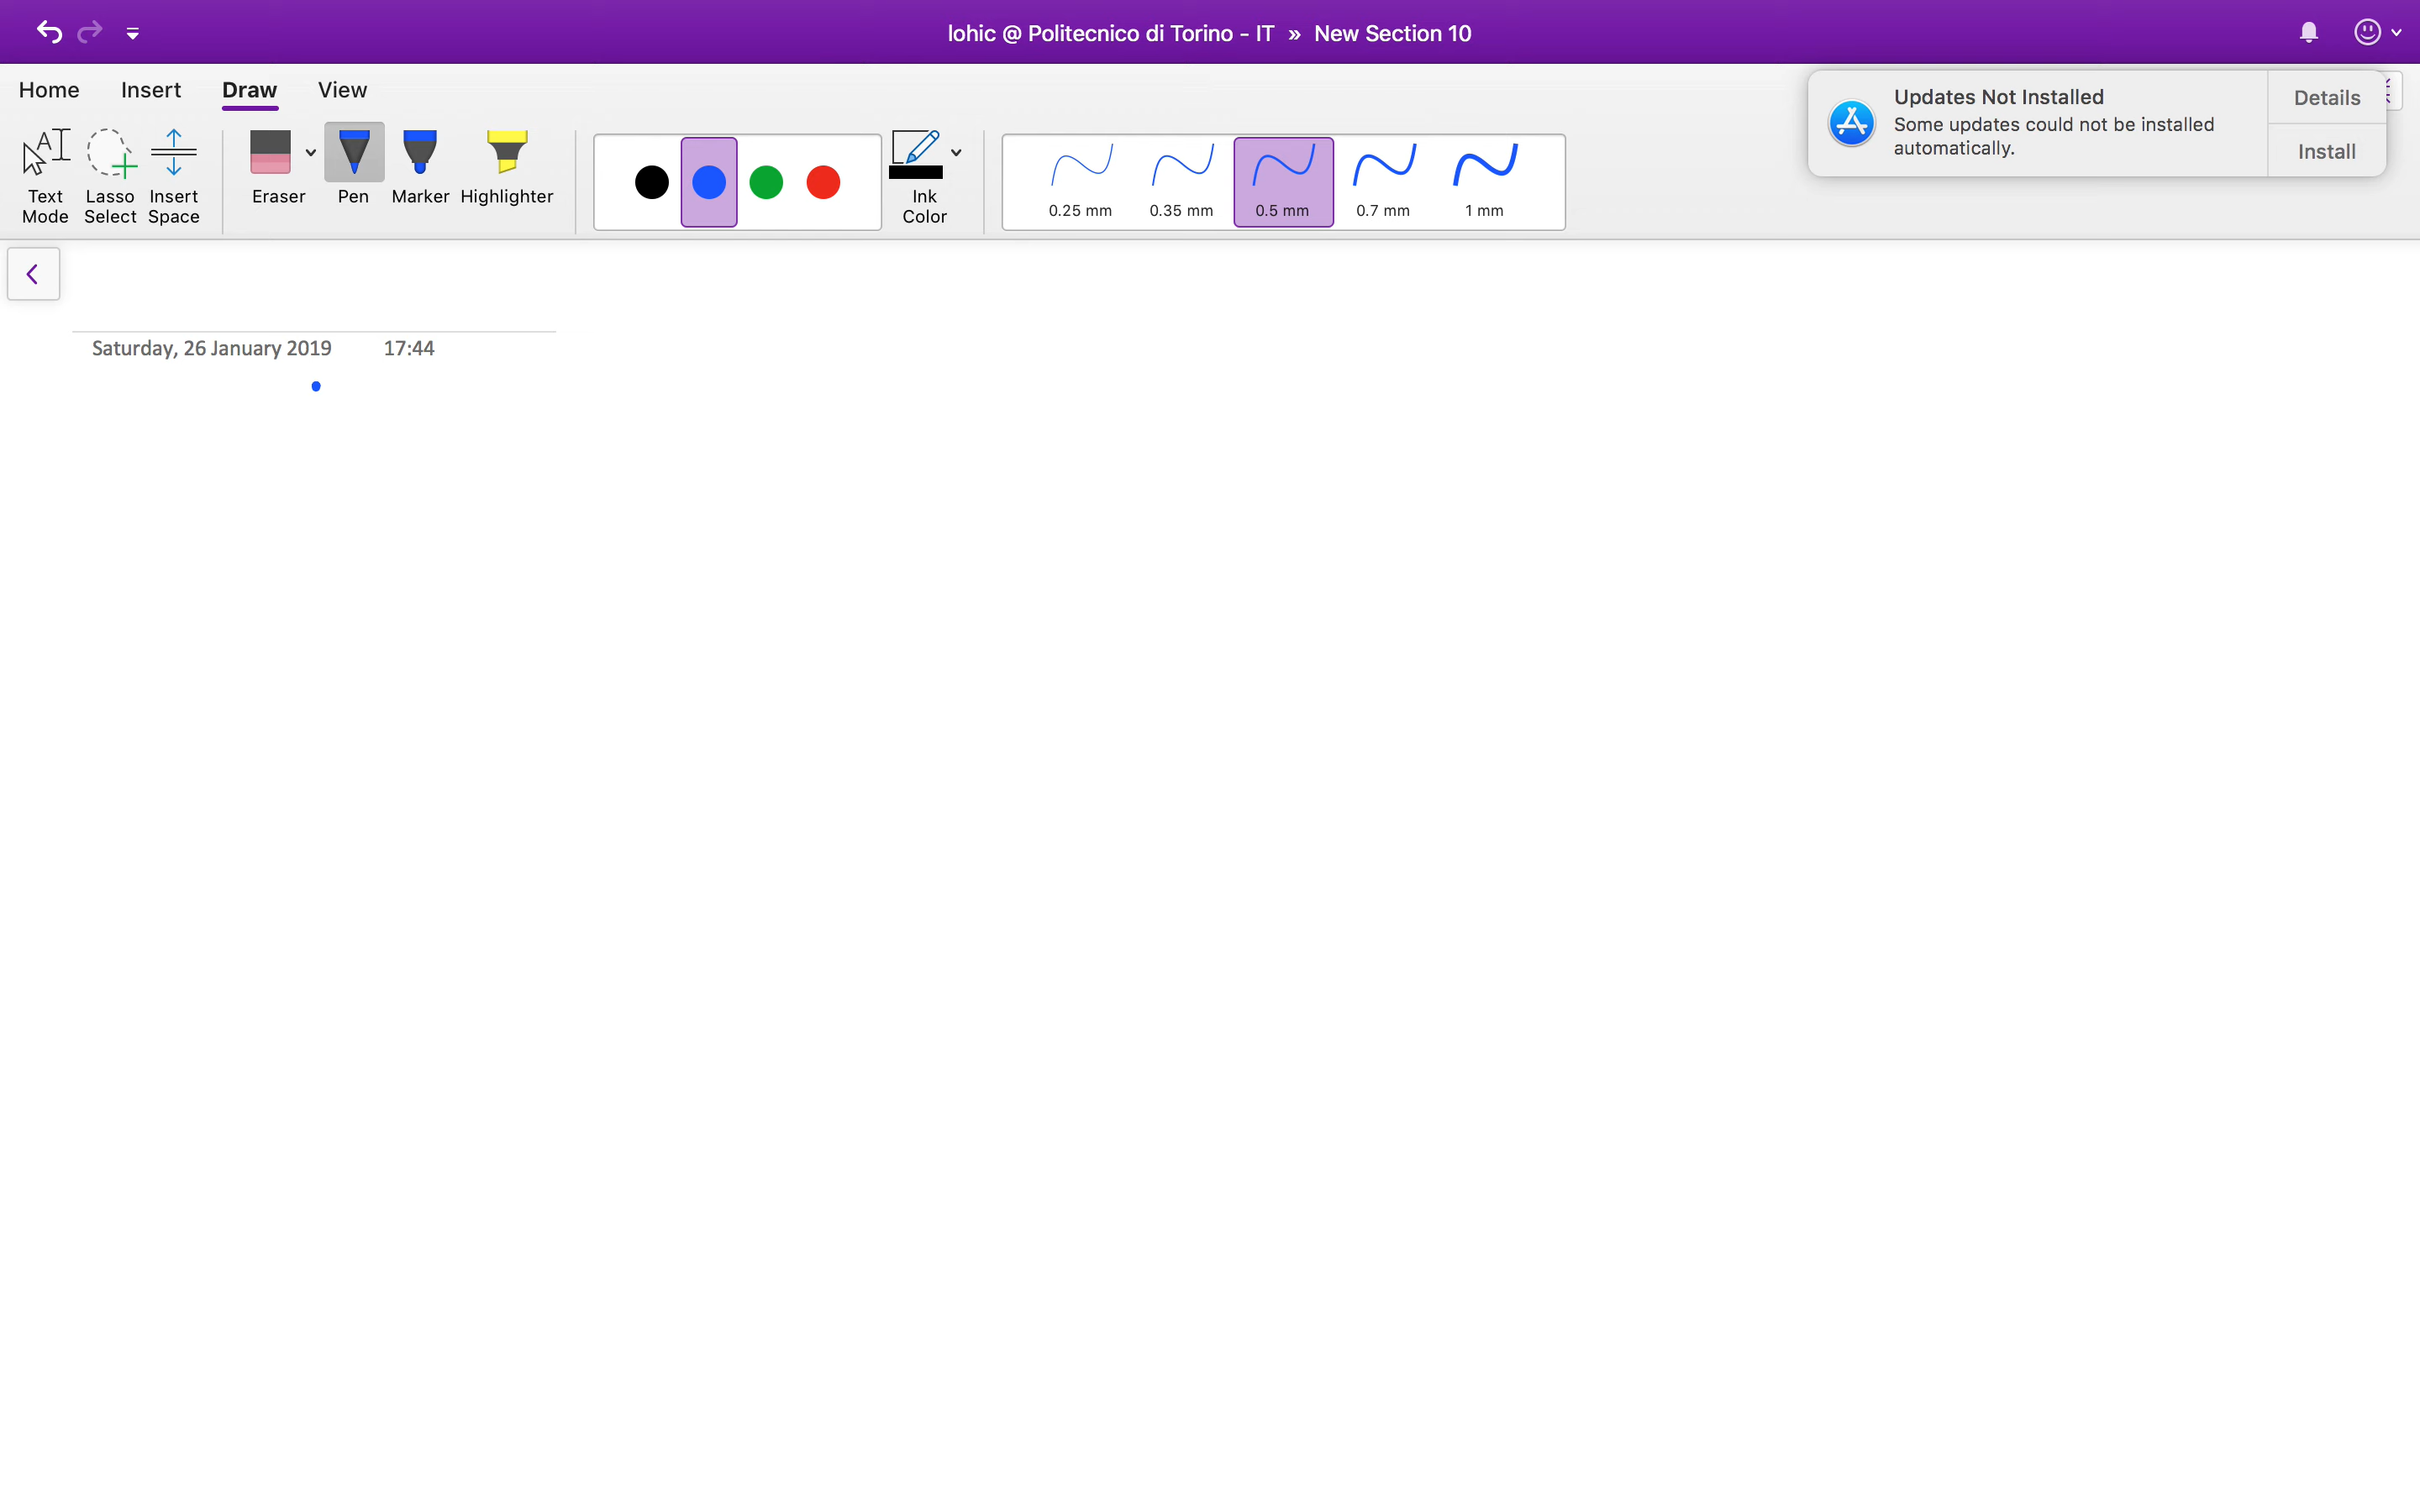 Iohic @ Politecnico di Torino - IT » New Section 10
Home Insert Draw View
Updates Not Installed
Some updates could not be installed
automatically.
Details
Install
Text
Mode
Lasso
Select
Insert
Space
Eraser
Pen
Marker
Highlighter
Ink
Color
0.25 mm
0.35 mm
0.5 mm
0.7 mm
1 mm
Saturday, 26 January 2019 17:44